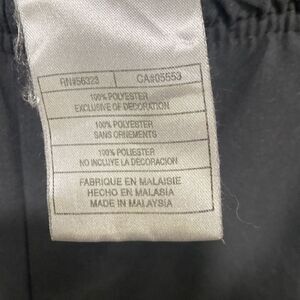 RN#56323 CA#05553
100% POLYESTER
EXCLUSIVE OF DECORATION
100% POLYESTER
SANS ORNEMENTS
100% POLIESTER
NO INCLUYE LA DECORACION
FABRIQUE EN MALAISIE
HECHO EN MALASIA
MADE IN MALAYSIA